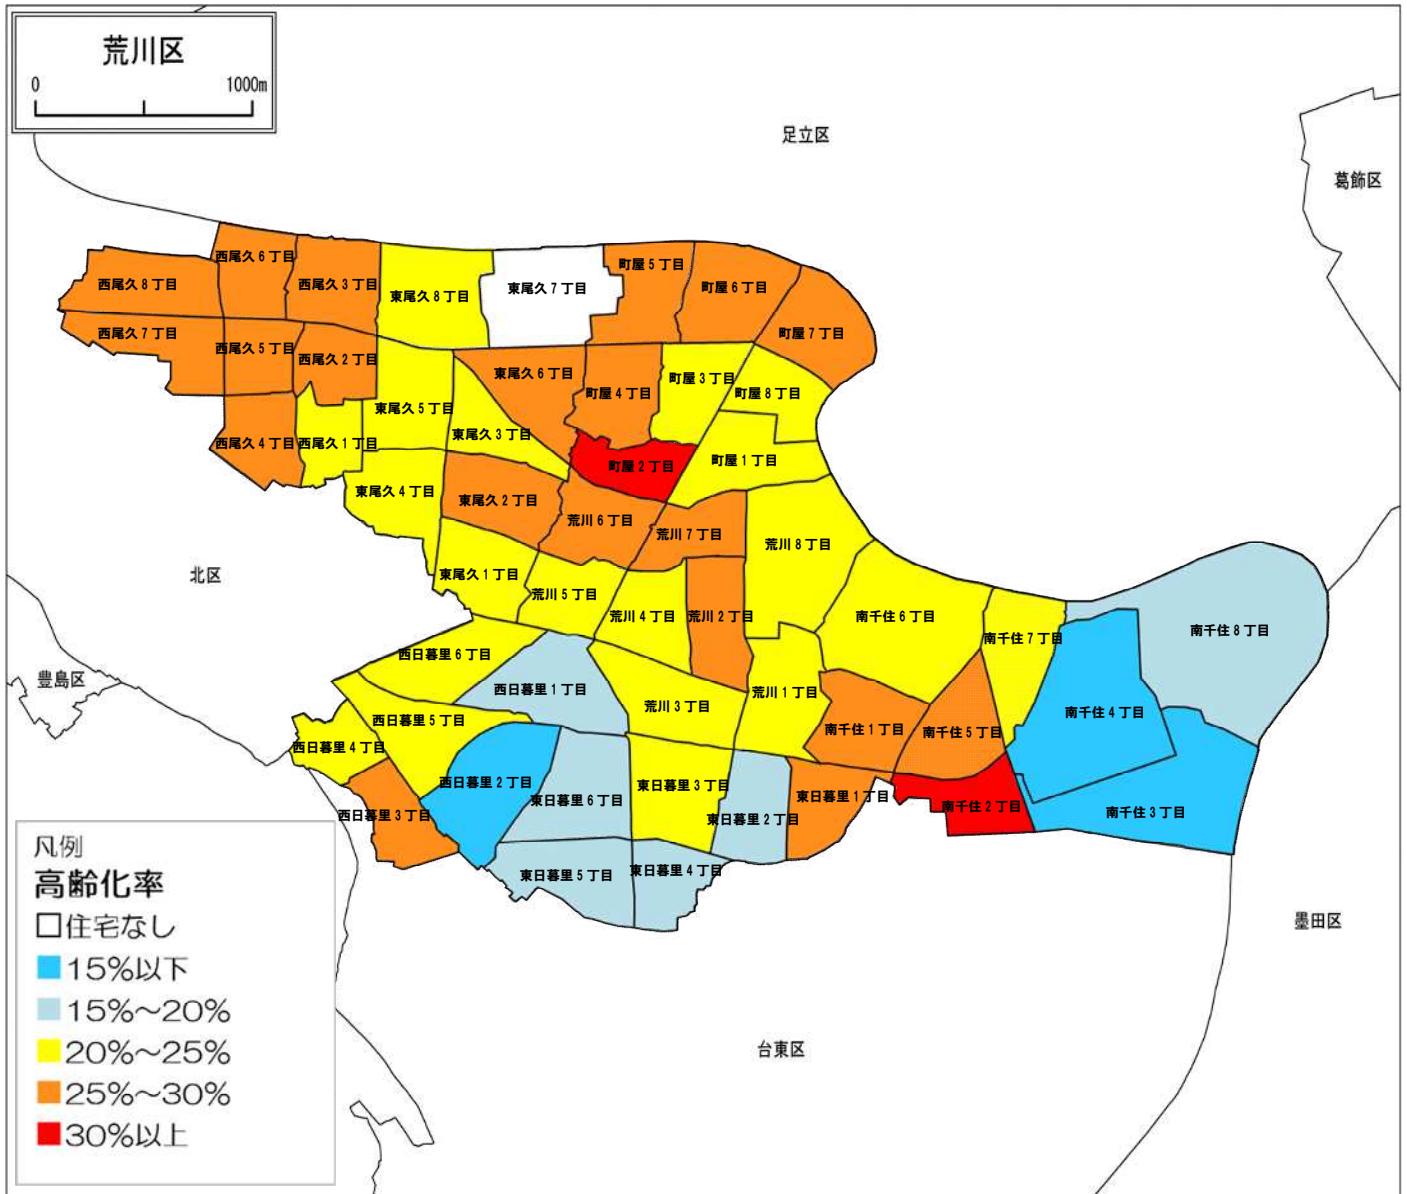 荒川区
0 1000m
足立区
葛飾区
西尾久6丁目
西尾久8丁目
西尾久3丁目
東尾久8丁目
東尾久7丁目
町屋5丁目
町屋6丁目
町屋7丁目
西尾久7丁目
西尾久5丁目
西尾久2丁目
東尾久6丁目
町屋4丁目
町屋3丁目
町屋8丁目
西尾久4丁目
西尾久1丁目
東尾久5丁目
東尾久3丁目
町屋2丁目
町屋1丁目
東尾久4丁目
東尾久2丁目
荒川6丁目
荒川7丁目
荒川8丁目
北区
東尾久1丁目
荒川5丁目
荒川4丁目
荒川2丁目
南千住6丁目
南千住7丁目
南千住8丁目
豊島区
西日暮里6丁目
西日暮里1丁目
荒川3丁目
荒川1丁目
西日暮里5丁目
西日暮里4丁目
南千住1丁目
南千住5丁目
南千住4丁目
西日暮里2丁目
東日暮里6丁目
東日暮里3丁目
東日暮里2丁目
東日暮里1丁目
南千住2丁目
南千住3丁目
西日暮里3丁目
東日暮里5丁目
東日暮里4丁目
墨田区
台東区
凡例
高齢化率
住宅なし
15%以下
15%～20%
20%～25%
25%～30%
30%以上